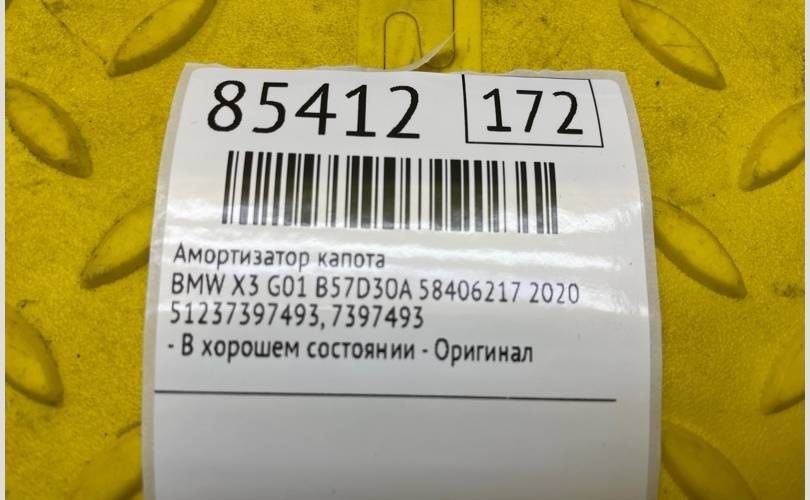 85412 172
Амортизатор капота
BMW X3 G01 B57D30A 58406217 2020
51237397493, 7397493
- В хорошем состоянии - Оригинал